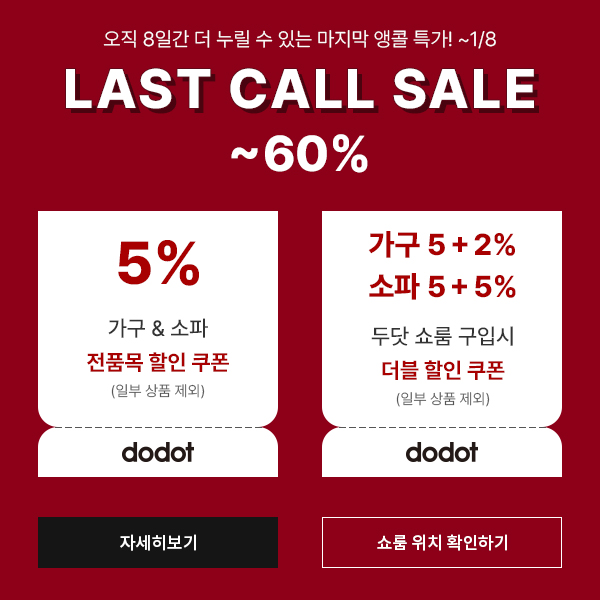 오직 8일간 더 누릴 수 있는 마지막 앵콜 특가! ~1/8
LAST CALL SALE
~60%
5%
가구 & 소파
전품목 할인 쿠폰
(일부 상품 제외)
dodot
가구 5 + 2%
소파 5 + 5%
두닷 쇼룸 구입시
더블 할인 쿠폰
(일부 상품 제외)
dodot
자세히보기
쇼룸 위치 확인하기